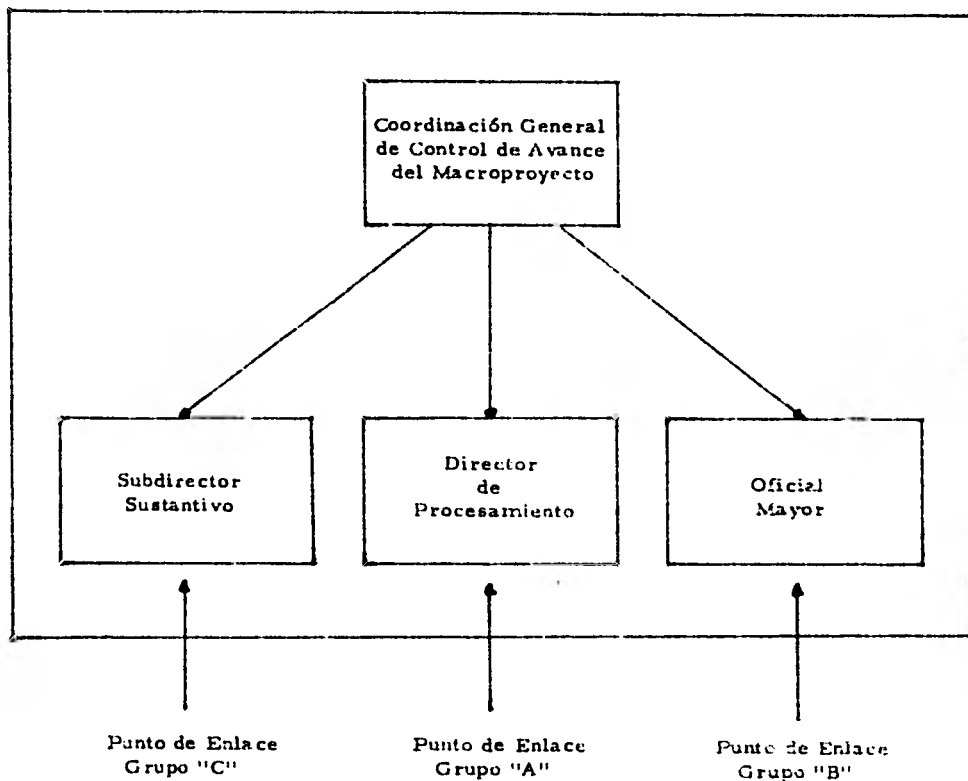 Coordinación General
de Control de Avance
del Macroproyecto
Subdirector
Sustantivo
Director
de
Procesamiento
Oficial
Mayor
Punto de Enlace
Grupo "C"
Punto de Enlace
Grupo "A"
Punto de Enlace
Grupo "B"